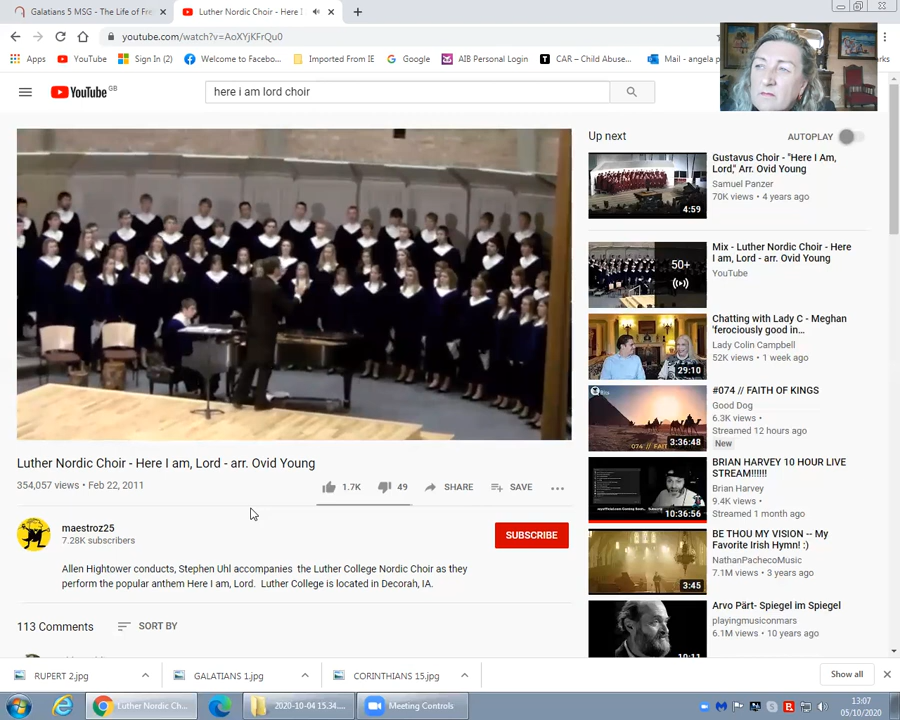 Galatians 5 MSG - The Life of Fre
Luther Nordic Choir - Here I
youtube.com/watch?v=AoXYjKFrQu0
Apps
YouTube
Sign In (2)
Welcome to Facebo...
Imported From IE
Google
AIB Personal Login
CAR – Child Abuse...
Mail - angela p
marks
YouTube GB
here i am lord choir
Up next
AUTOPLAY
Gustavus Choir - "Here I Am,
Lord," Arr. Ovid Young
Samuel Panzer
70K views • 4 years ago
4:59
Mix - Luther Nordic Choir - Here
I am, Lord - arr. Ovid Young
YouTube
50+
Chatting with Lady C - Meghan
'ferociously good in...
Lady Colin Campbell
52K views • 1 week ago
29:10
#074 // FAITH OF KINGS
Good Dog
6.3K views •
Streamed 12 hours ago
New
074 // FAITH OF KINGS
3:36:48
BRIAN HARVEY 10 HOUR LIVE
STREAM!!!!!!
Brian Harvey
9.4K views •
Streamed 1 month ago
10:36:56
BE THOU MY VISION -- My
Favorite Irish Hymn! :)
NathanPachecoMusic
7.1M views • 3 years ago
3:45
Arvo Pärt- Spiegel im Spiegel
playingmusiconmars
6.1M views • 10 years ago
10:11
Luther Nordic Choir - Here I am, Lord - arr. Ovid Young
354,057 views • Feb 22, 2011
1.7K
49
SHARE
SAVE
maestroz25
7.28K subscribers
SUBSCRIBE
Allen Hightower conducts, Stephen Uhl accompanies the Luther College Nordic Choir as they
perform the popular anthem Here I am, Lord. Luther College is located in Decorah, IA.
113 Comments
SORT BY
RUPERT 2.jpg
GALATIANS 1.jpg
CORINTHIANS 15.jpg
Show all
Luther Nordic Ch...
2020-10-04 15.34....
Meeting Controls
13:07
05/10/2020